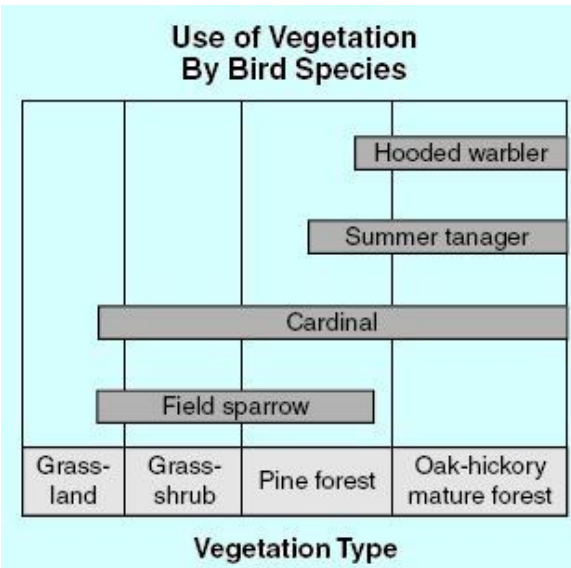 Use of Vegetation
By Bird Species
Hooded warbler
Summer tanager
Cardinal
Field sparrow
Grass-
land
Grass-
shrub
Pine forest
Oak-hickory
mature forest
Vegetation Type